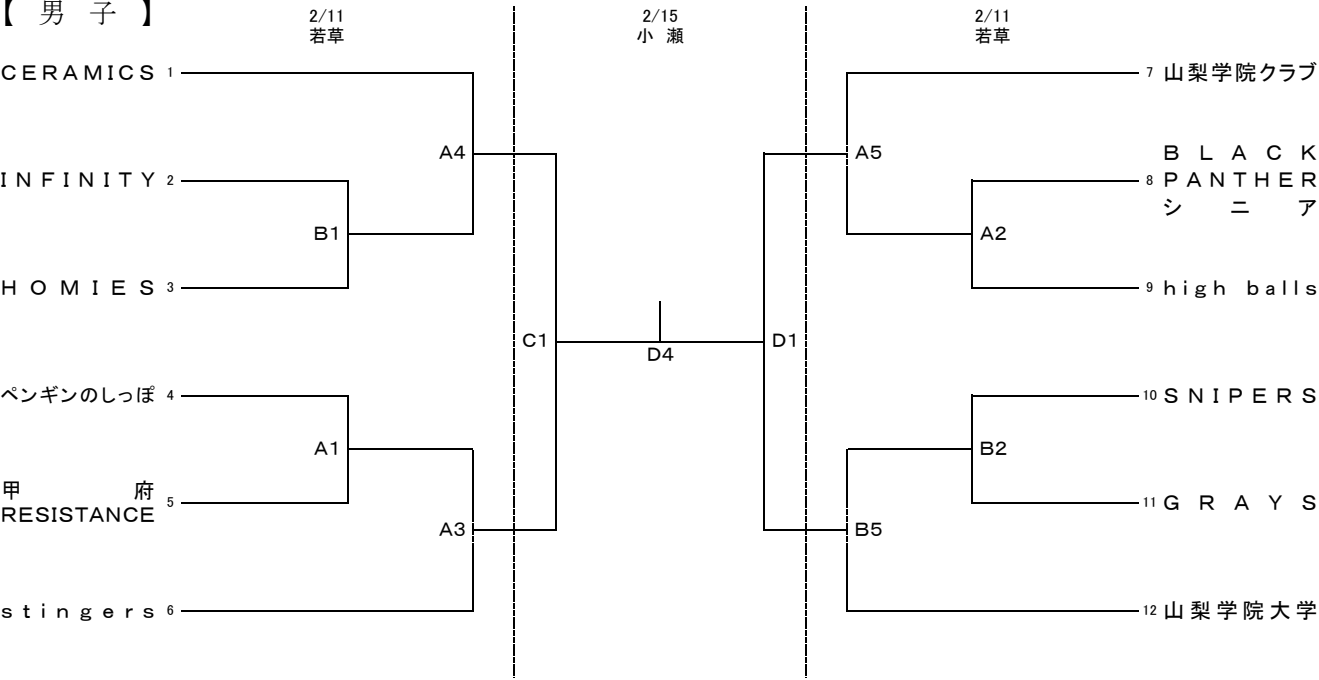 【 男 子 】
2/11
若草
2/15
小 瀬
2/11
若草
CERAMICS 1
7 山梨学院クラブ
A4
A5
INFINITY 2
BLACK
8 PANTHER
シニア
B1
A2
HOMIES 3
9 high balls
C1
D4
D1
ペンギンのしっぽ 4
10 SNIPERS
A1
B2
甲府
5
RESISTANCE
11 GRAYS
A3
B5
stingers 6
12 山梨学院大学